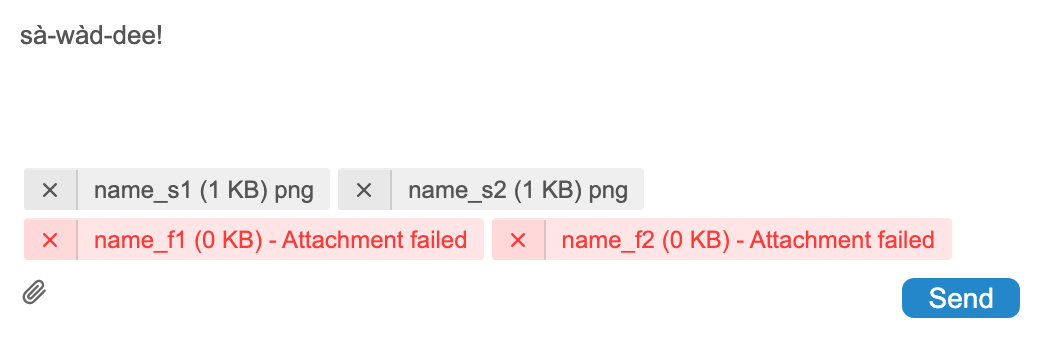 sà-wàd-dee!
× name_s1 (1 KB) png × name_s2 (1 KB) png
× name_f1 (0 KB) - Attachment failed × name_f2 (0 KB) - Attachment failed
Send